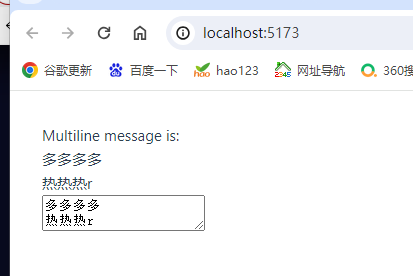 localhost:5173
谷歌更新 百度一下 hao hao123 2345 网址导航 360搜
Multiline message is:
多多多多
热热热r
多多多多
热热热r